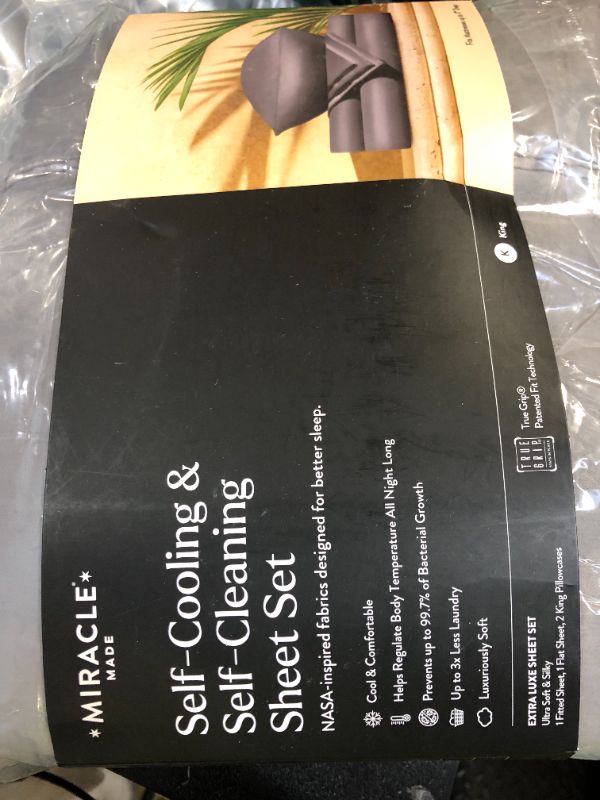 *MIRACLE*
MADE
Self-Cooling &
Self-Cleaning
Sheet Set
NASA-inspired fabrics designed for better sleep.
Cool & Comfortable
Helps Regulate Body Temperature All Night Long
Prevents up to 99.7% of Bacterial Growth
Up to 3x Less Laundry
Luxuriously Soft
EXTRA LUXE SHEET SET
Ultra Soft & Silky
1 Fitted Sheet, 1 Flat Sheet, 2 King Pillowcases
TRUE
GRIP
True Grip®
Patented Fit Technology
K King